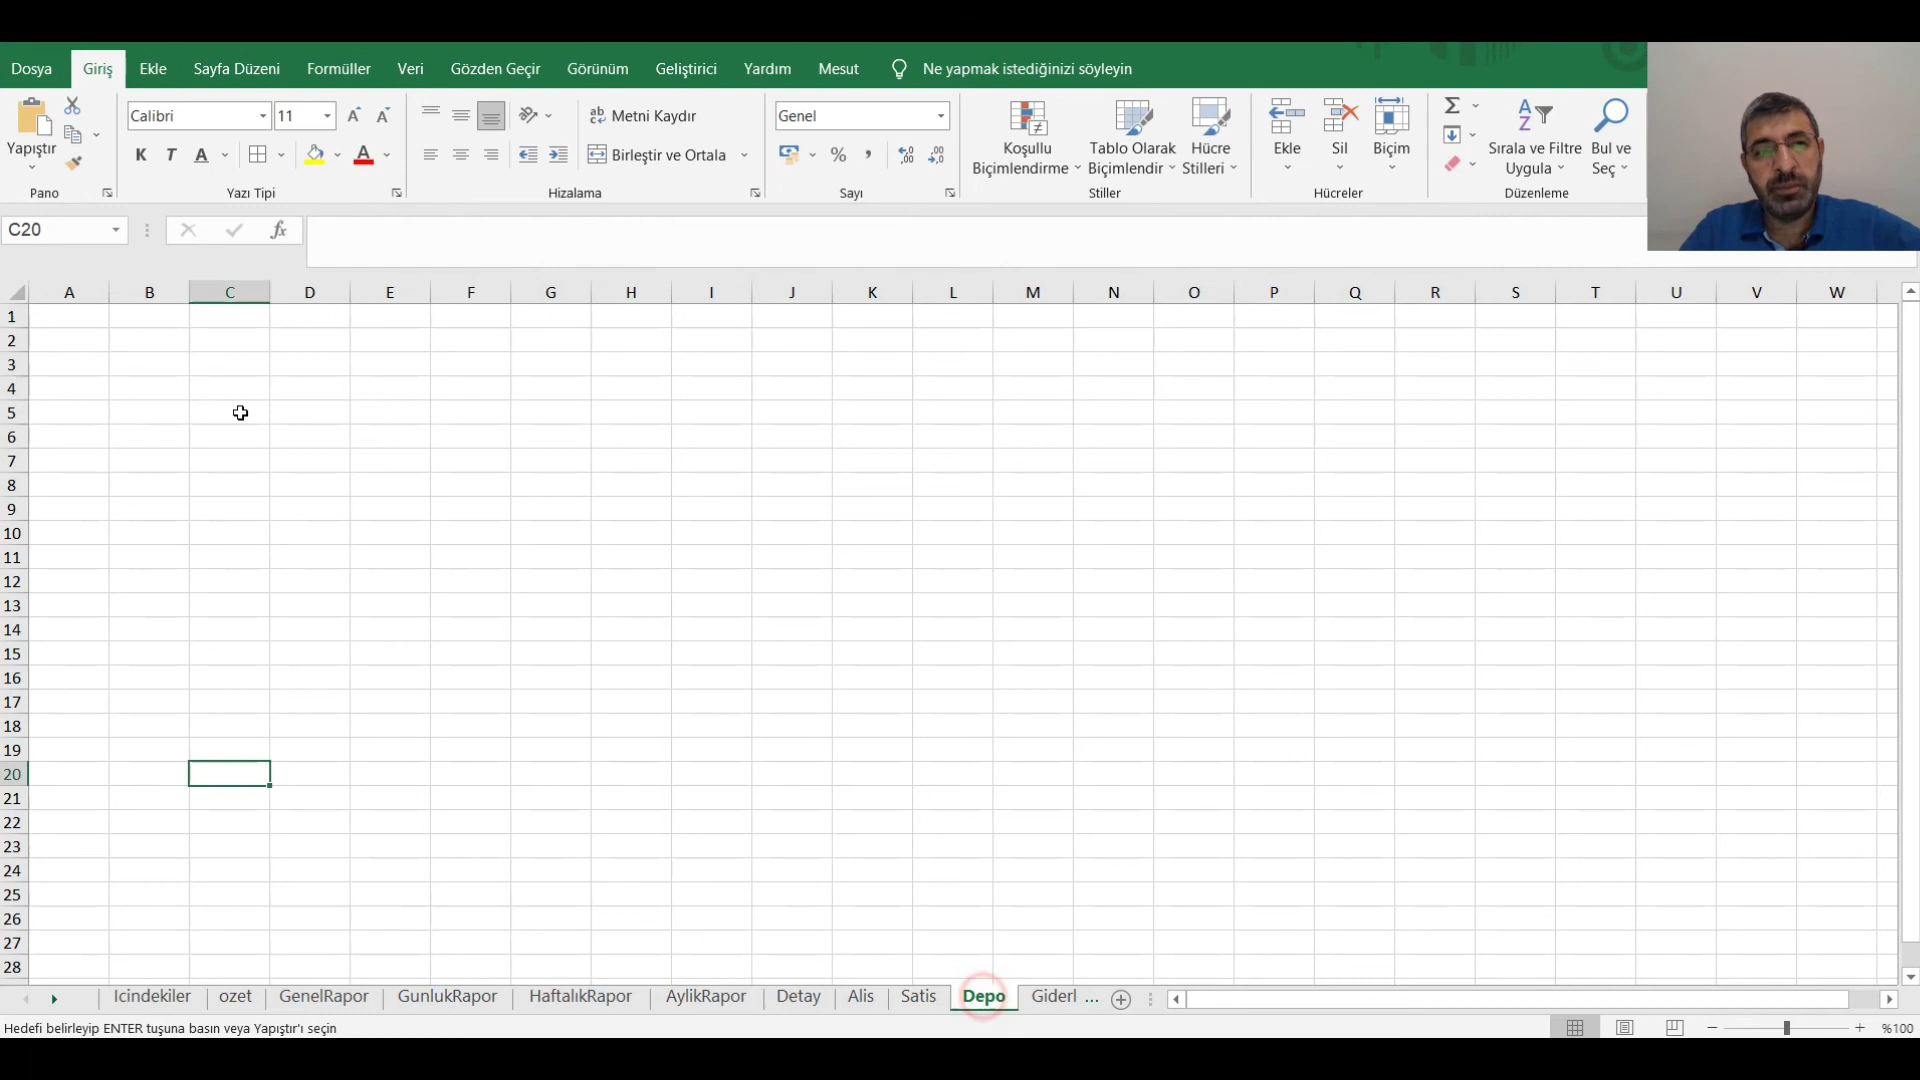 Dosya Giriş Ekle Sayfa Düzeni Formüller Veri Gözden Geçir Görünüm Geliştirici Yardım Mesut Ne yapmak istediğinizi söyleyin
Yapıştır
Pano
Calibri 11
K T A A
Yazı Tipi
ab Metni Kaydır
Birleştir ve Ortala
Hizalama
Genel
%
Sayı
Koşullu Biçimlendirme
Tablo Olarak Biçimlendir
Hücre Stilleri
Stiller
Ekle Sil Biçim
Hücreler
Σ
Sırala ve Filtre Uygula
Bul ve Seç
Düzenleme
C20 fx
A B C D E F G H I J K L M N O P Q R S T U V W
1
2
3
4
5
6
7
8
9
10
11
12
13
14
15
16
17
18
19
20
21
22
23
24
25
26
27
28
Icindekiler ozet GenelRapor GunlukRapor HaftalıkRapor AylikRapor Detay Alis Satis Depo Giderl ...
Hedefi belirleyip ENTER tuşuna basın veya Yapıştır'ı seçin %100